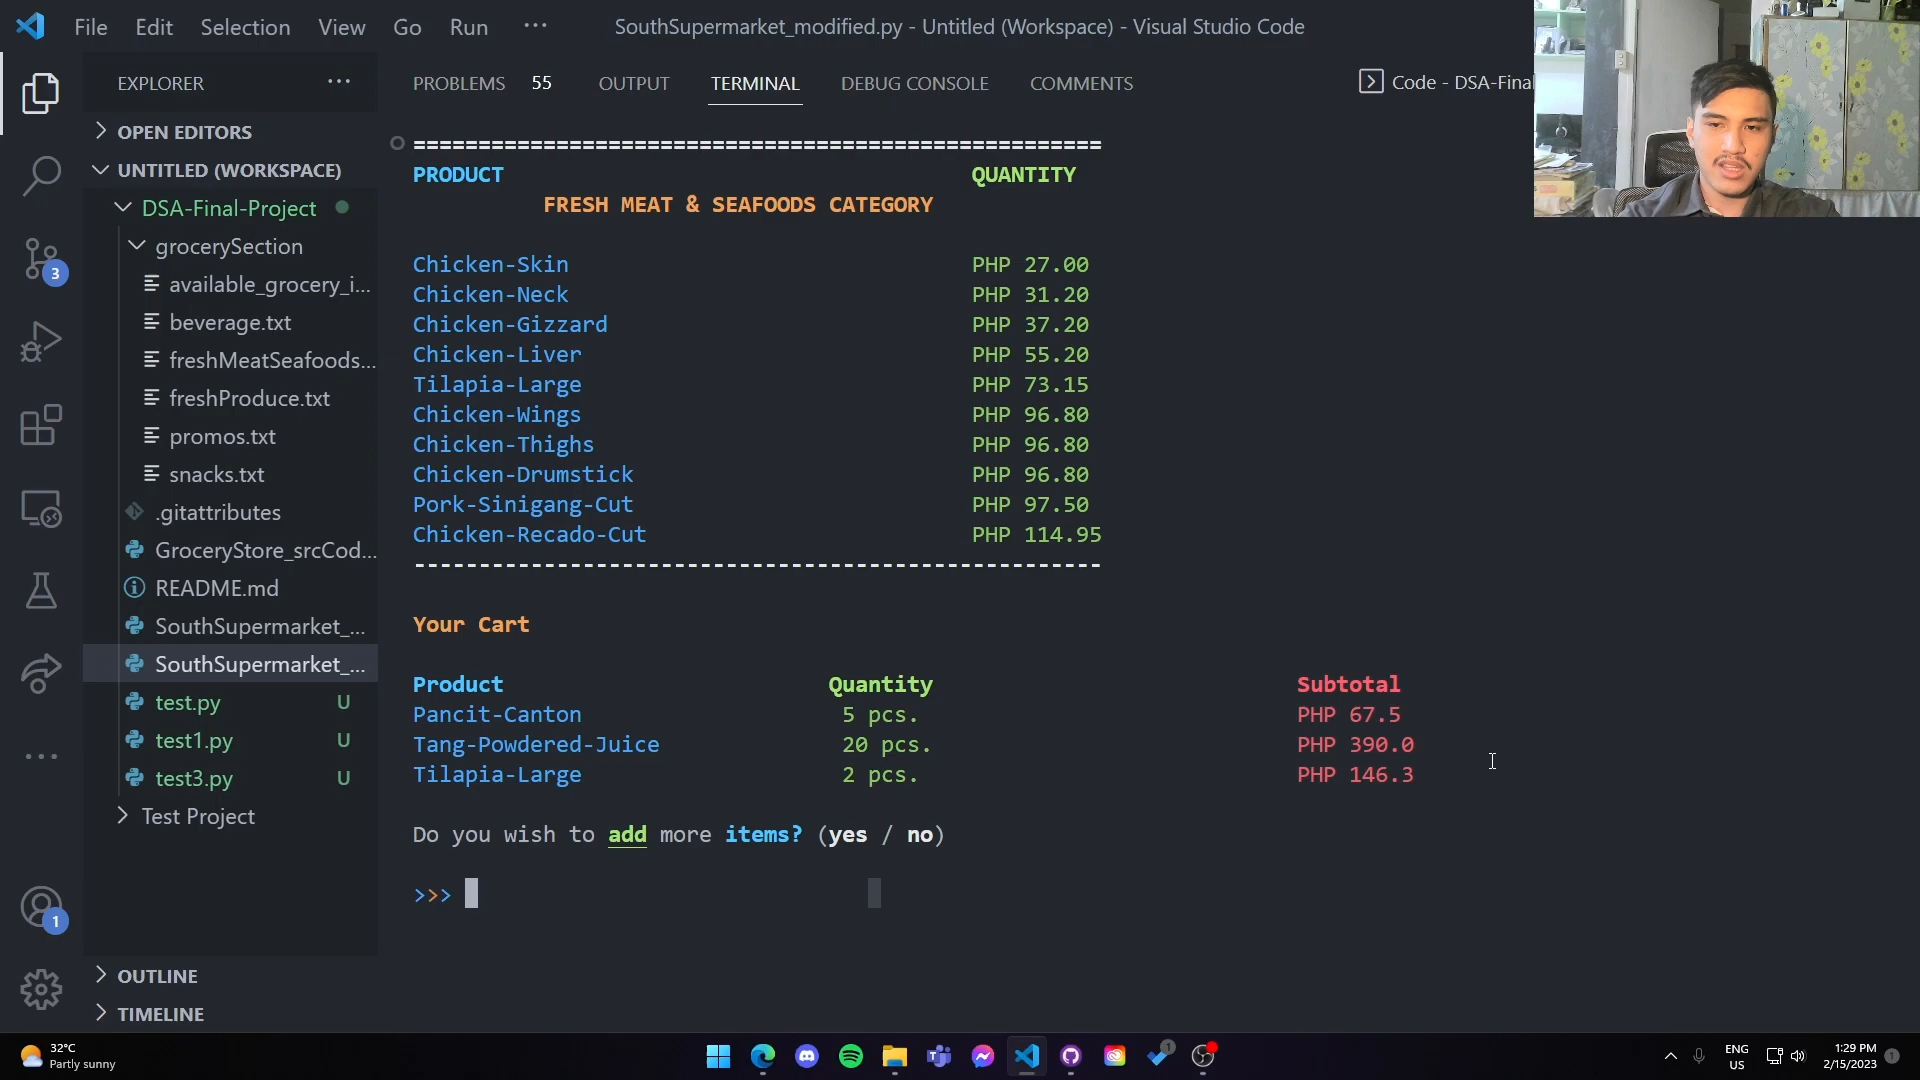 File Edit Selection View Go Run ··· SouthSupermarket_modified.py - Untitled (Workspace) - Visual Studio Code
EXPLORER ···
PROBLEMS 55 OUTPUT TERMINAL DEBUG CONSOLE COMMENTS Code - DSA-Final
OPEN EDITORS
UNTITLED (WORKSPACE)
DSA-Final-Project
grocerySection
available_grocery_i...
beverage.txt
freshMeatSeafoods...
freshProduce.txt
promos.txt
snacks.txt
.gitattributes
GroceryStore_srcCod...
README.md
SouthSupermarket_...
SouthSupermarket_...
test.py U
test1.py U
test3.py U
Test Project
OUTLINE
TIMELINE
3
1
=====================================================
PRODUCT QUANTITY
FRESH MEAT & SEAFOODS CATEGORY
Chicken-Skin PHP 27.00
Chicken-Neck PHP 31.20
Chicken-Gizzard PHP 37.20
Chicken-Liver PHP 55.20
Tilapia-Large PHP 73.15
Chicken-Wings PHP 96.80
Chicken-Thighs PHP 96.80
Chicken-Drumstick PHP 96.80
Pork-Sinigang-Cut PHP 97.50
Chicken-Recado-Cut PHP 114.95
-----------------------------------------------------
Your Cart
Product Quantity Subtotal
Pancit-Canton 5 pcs. PHP 67.5
Tang-Powdered-Juice 20 pcs. PHP 390.0
Tilapia-Large 2 pcs. PHP 146.3
Do you wish to add more items? (yes / no)
>>>
32°C
Partly sunny
1
ENG
US
1:29 PM
2/15/2023
1